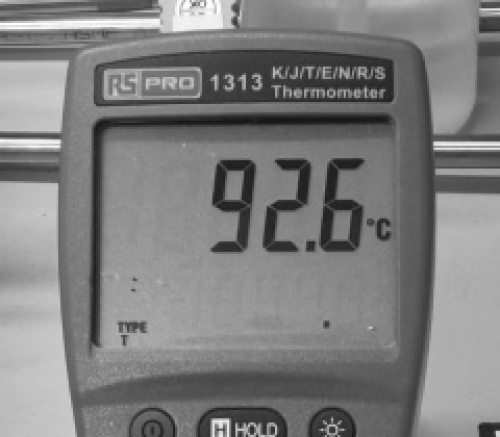 RS PRO 1313 K/J/T/E/N/R/S
Thermometer
92.6 °C
TYPE
T
H HOLD